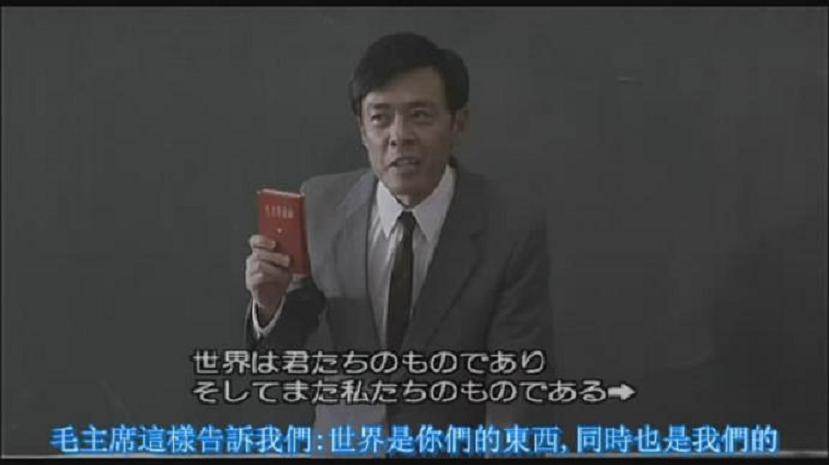 世界は君たちのものであり
そしてまた私たちのものである➡
毛主席這樣告訴我們:世界是你們的東西,同時也是我們的